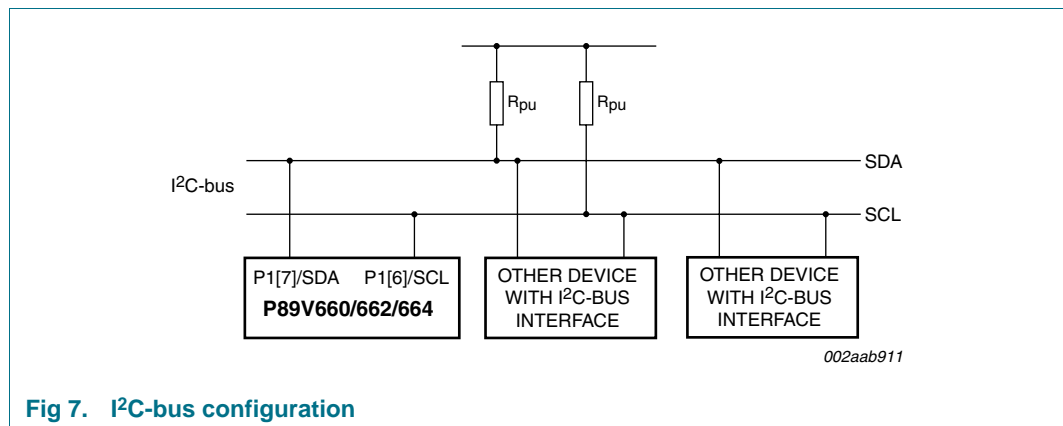 Rpu Rpu
SDA
I²C-bus
SCL
P1[7]/SDA P1[6]/SCL
P89V660/662/664
OTHER DEVICE
WITH I²C-BUS
INTERFACE
OTHER DEVICE
WITH I²C-BUS
INTERFACE
002aab911
Fig 7. I²C-bus configuration